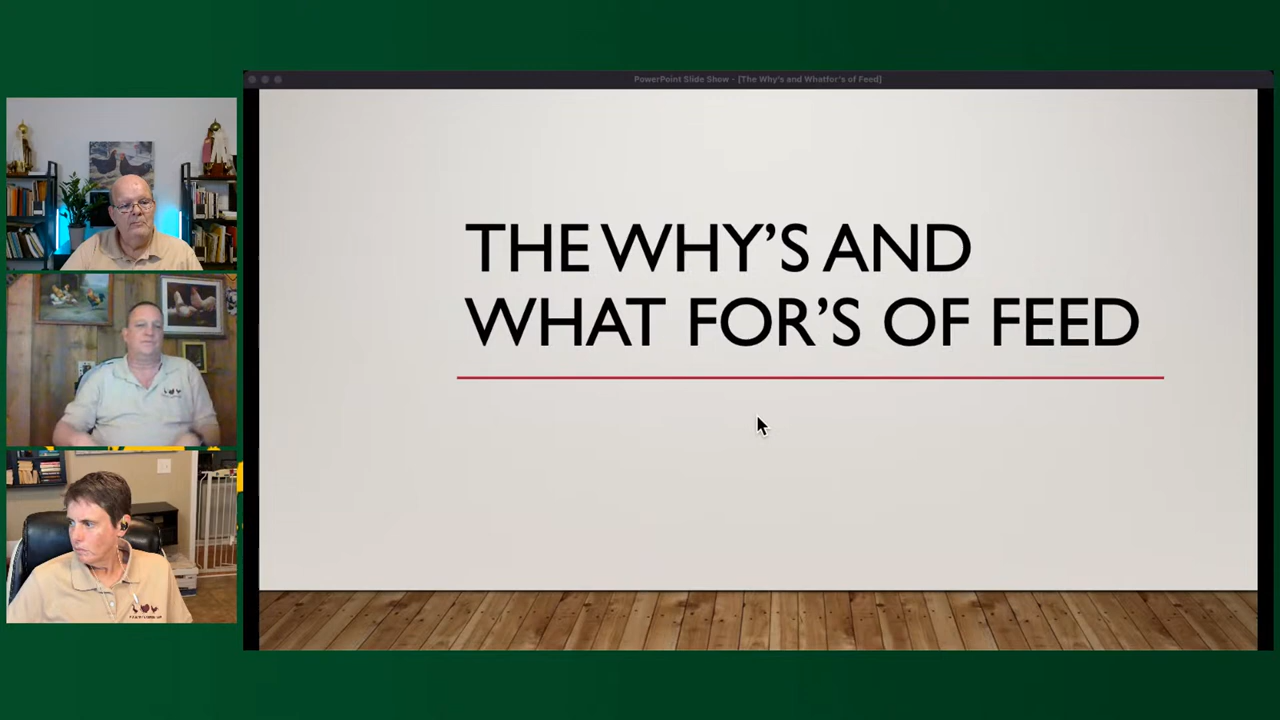 PowerPoint Slide Show - [The Why's and Whatfor's of Feed]
THE WHY'S AND
WHAT FOR'S OF FEED